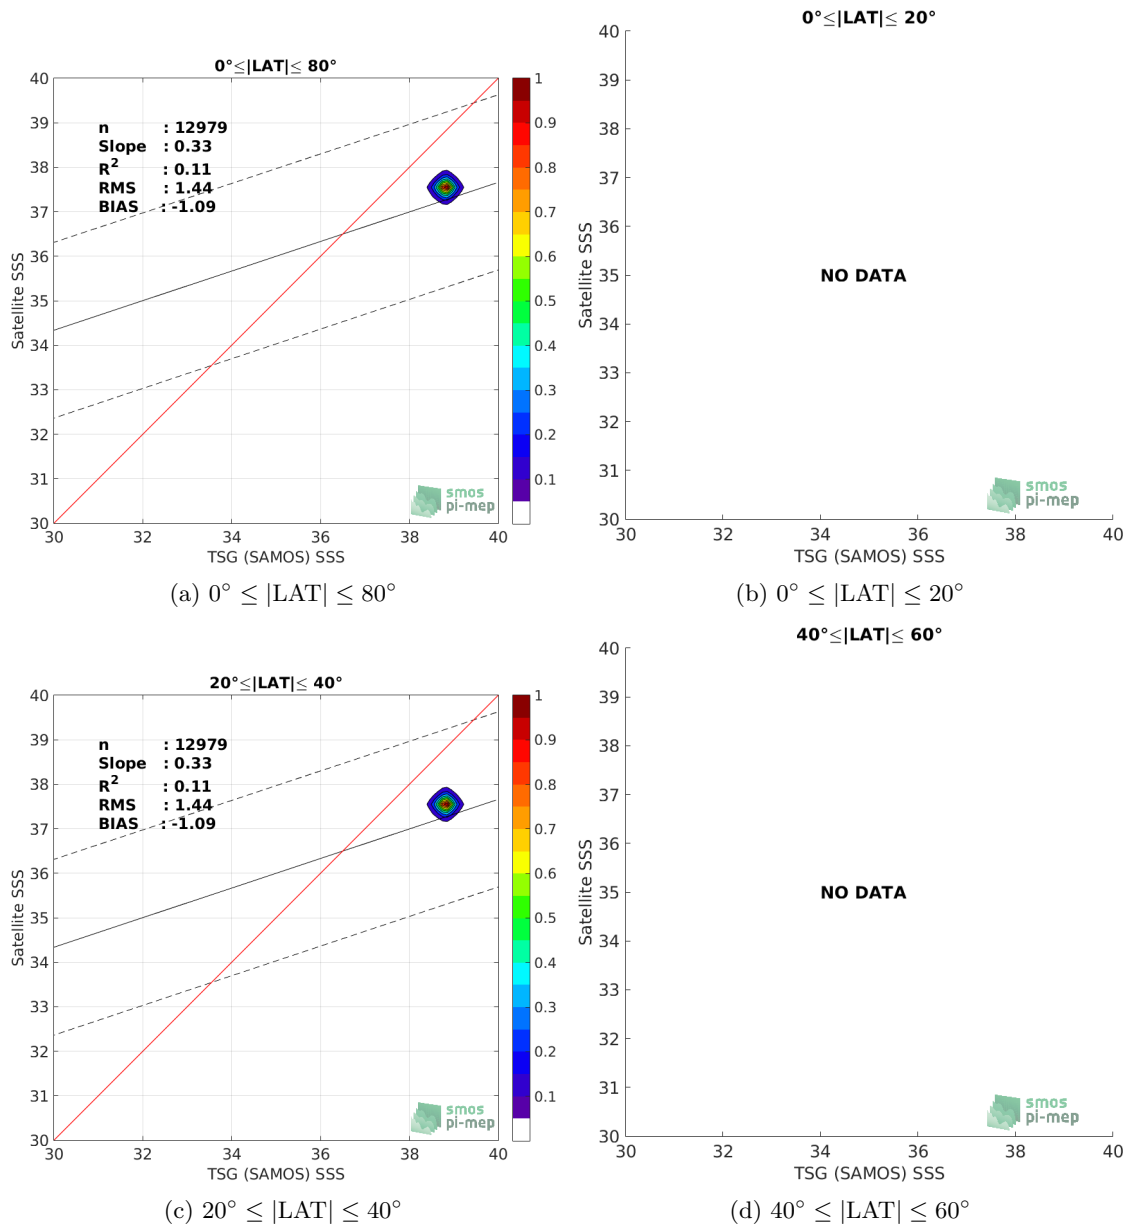 0°≤|LAT|≤ 80°
40
39
38
37
36
35
34
33
32
31
30
30
32
34
36
38
40
Satellite SSS
TSG (SAMOS) SSS
n : 12979
Slope : 0.33
R² : 0.11
RMS : 1.44
BIAS : -1.09
1
0.9
0.8
0.7
0.6
0.5
0.4
0.3
0.2
0.1
smos
pi-mep
(a) 0° ≤ |LAT| ≤ 80°
0°≤|LAT|≤ 20°
40
39
38
37
36
35
34
33
32
31
30
30
32
34
36
38
40
Satellite SSS
TSG (SAMOS) SSS
NO DATA
smos
pi-mep
(b) 0° ≤ |LAT| ≤ 20°
20°≤|LAT|≤ 40°
40
39
38
37
36
35
34
33
32
31
30
30
32
34
36
38
40
Satellite SSS
TSG (SAMOS) SSS
n : 12979
Slope : 0.33
R² : 0.11
RMS : 1.44
BIAS : -1.09
1
0.9
0.8
0.7
0.6
0.5
0.4
0.3
0.2
0.1
smos
pi-mep
(c) 20° ≤ |LAT| ≤ 40°
40°≤|LAT|≤ 60°
40
39
38
37
36
35
34
33
32
31
30
30
32
34
36
38
40
Satellite SSS
TSG (SAMOS) SSS
NO DATA
smos
pi-mep
(d) 40° ≤ |LAT| ≤ 60°